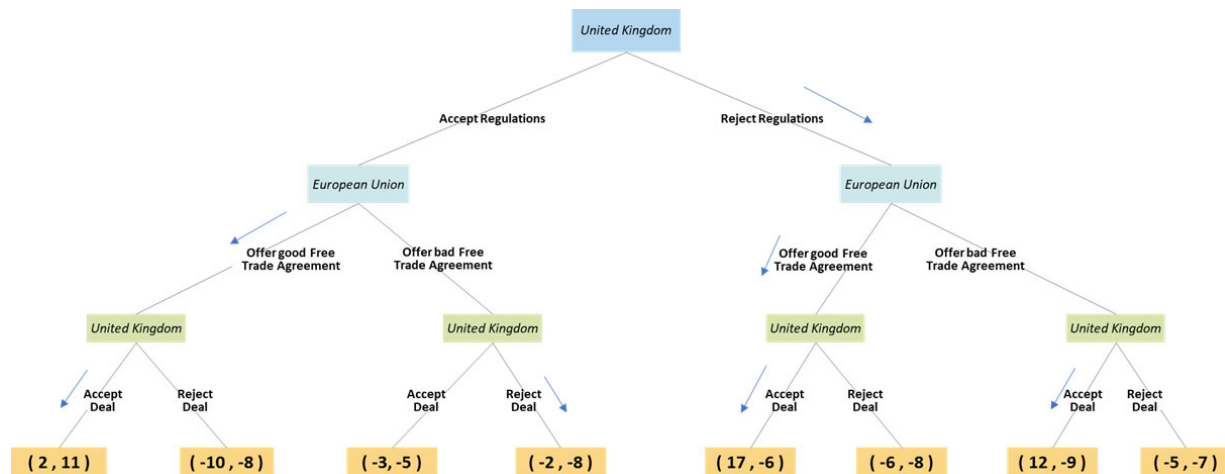 United Kingdom
Accept Regulations
Reject Regulations
European Union
European Union
Offer good Free
Trade Agreement
Offer bad Free
Trade Agreement
Offer good Free
Trade Agreement
Offer bad Free
Trade Agreement
United Kingdom
United Kingdom
United Kingdom
United Kingdom
Accept
Deal
Reject
Deal
Accept
Deal
Reject
Deal
Accept
Deal
Reject
Deal
Accept
Deal
Reject
Deal
( 2 , 11 )
( -10 , -8 )
( -3, -5 )
( -2 , -8 )
( 17 , -6 )
( -6 , -8 )
( 12 , -9 )
( -5 , -7 )